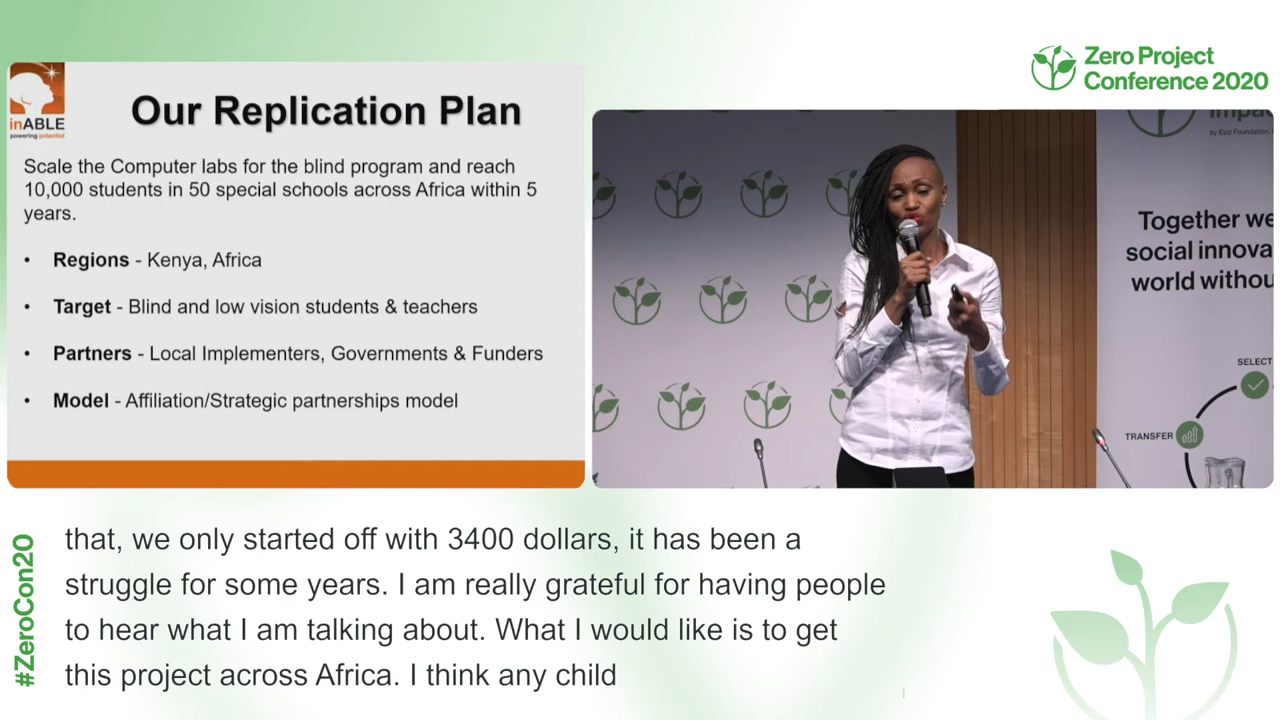 Zero Project
Conference 2020
inABLE
powering potential
Our Replication Plan
Scale the Computer labs for the blind program and reach
10,000 students in 50 special schools across Africa within 5
years.
• Regions - Kenya, Africa
• Target - Blind and low vision students & teachers
• Partners - Local Implementers, Governments & Funders
• Model - Affiliation/Strategic partnerships model
by Essl Foundation,
Together we
social innova
world withou
SELECT
TRANSFER
#ZeroCon20
that, we only started off with 3400 dollars, it has been a
struggle for some years. I am really grateful for having people
to hear what I am talking about. What I would like is to get
this project across Africa. I think any child